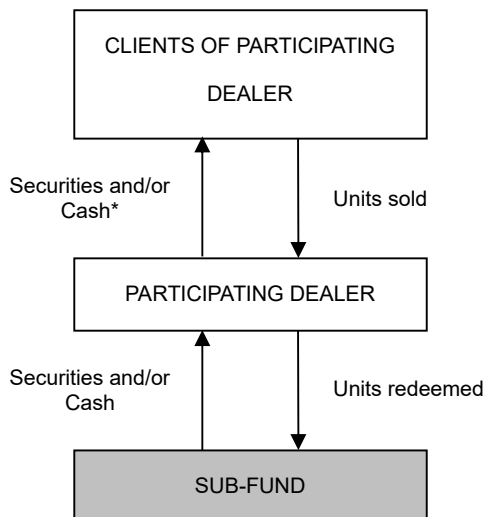 CLIENTS OF PARTICIPATING
DEALER
Securities and/or
Cash*
Units sold
PARTICIPATING DEALER
Securities and/or
Cash
Units redeemed
SUB-FUND